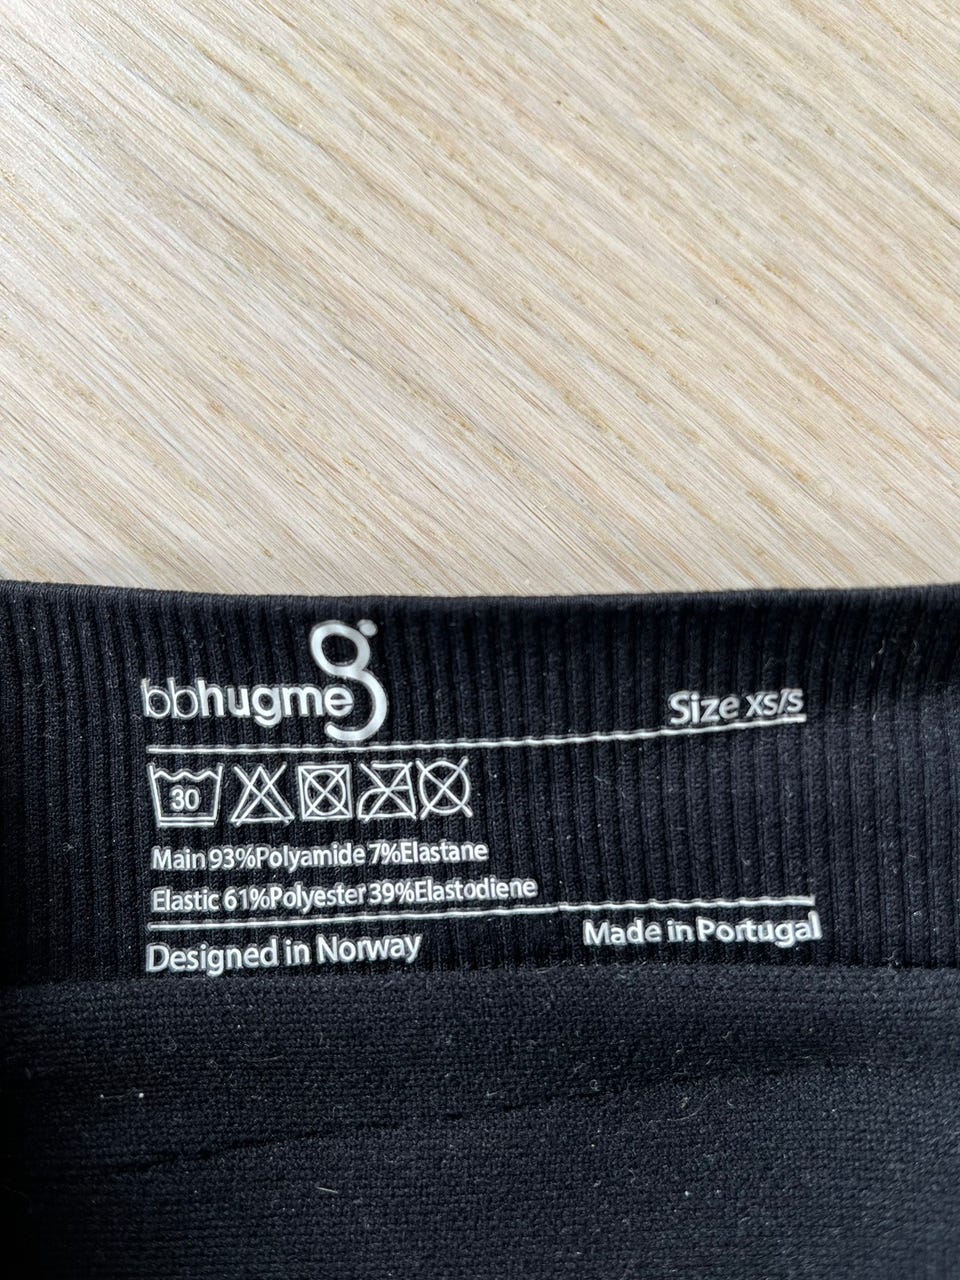 bbhugme
Size XS/S
30
Main 93%Polyamide 7%Elastane
Elastic 61%Polyester 39%Elastodiene
Designed in Norway
Made in Portugal